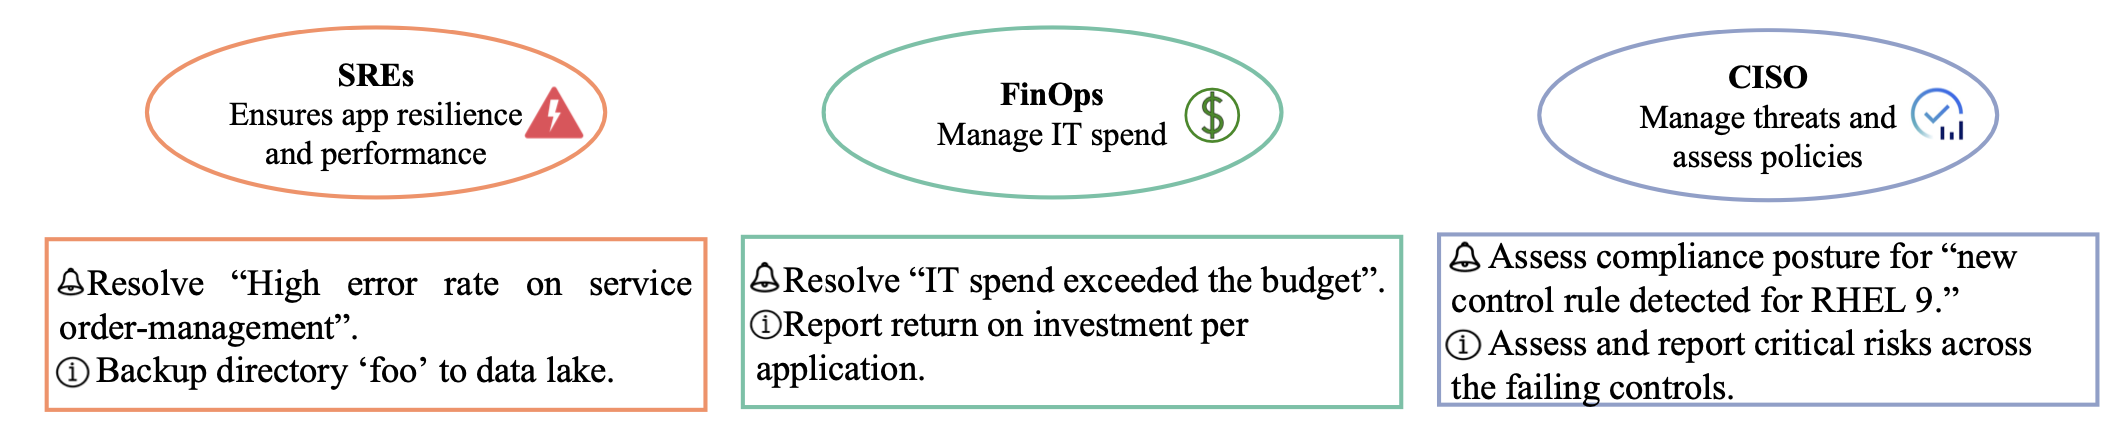 SREs
Ensures app resilience
and performance
FinOps
Manage IT spend
CISO
Manage threats and
assess policies
Resolve “High error rate on service
order-management”.
Backup directory ‘foo’ to data lake.
Resolve “IT spend exceeded the budget”.
Report return on investment per
application.
Assess compliance posture for “new
control rule detected for RHEL 9.”
Assess and report critical risks across
the failing controls.